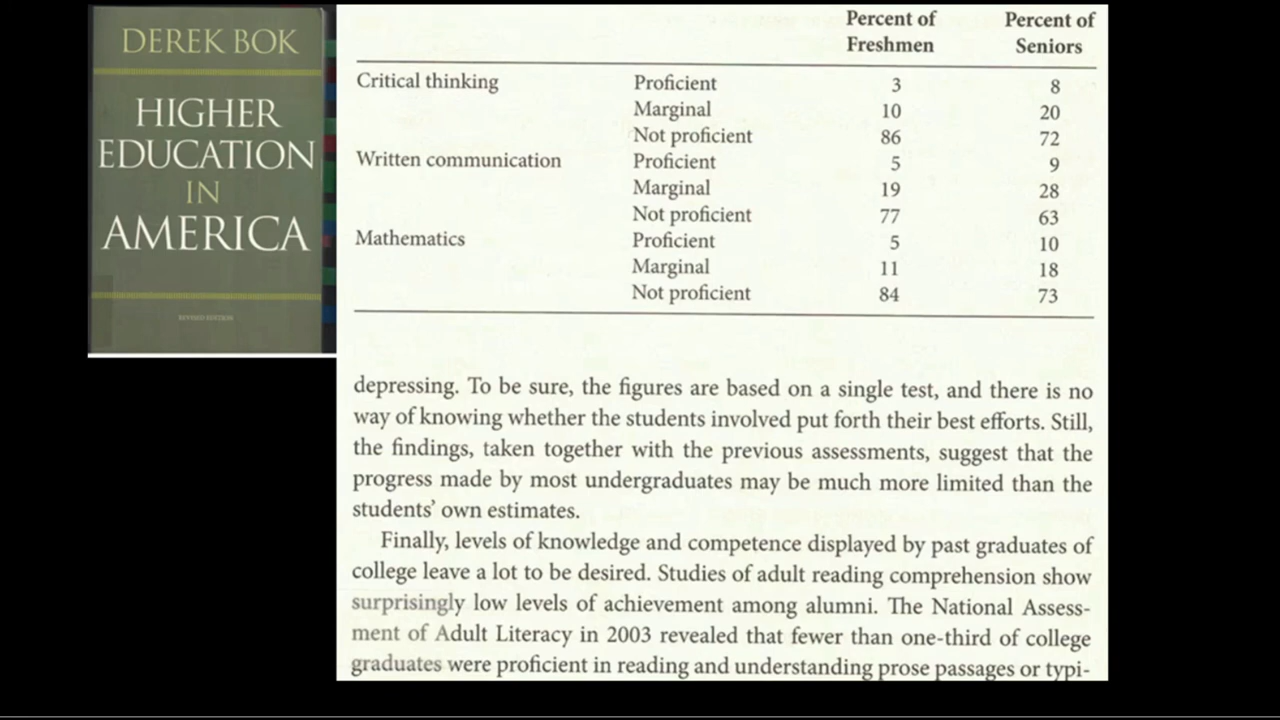 DEREK BOK
HIGHER
EDUCATION
IN
AMERICA
REVISED EDITION
Percent of Freshmen Percent of Seniors
Critical thinking Proficient 3 8
Marginal 10 20
Not proficient 86 72
Written communication Proficient 5 9
Marginal 19 28
Not proficient 77 63
Mathematics Proficient 5 10
Marginal 11 18
Not proficient 84 73
depressing. To be sure, the figures are based on a single test, and there is no
way of knowing whether the students involved put forth their best efforts. Still,
the findings, taken together with the previous assessments, suggest that the
progress made by most undergraduates may be much more limited than the
students' own estimates.
Finally, levels of knowledge and competence displayed by past graduates of
college leave a lot to be desired. Studies of adult reading comprehension show
surprisingly low levels of achievement among alumni. The National Assess-
ment of Adult Literacy in 2003 revealed that fewer than one-third of college
graduates were proficient in reading and understanding prose passages or typi-